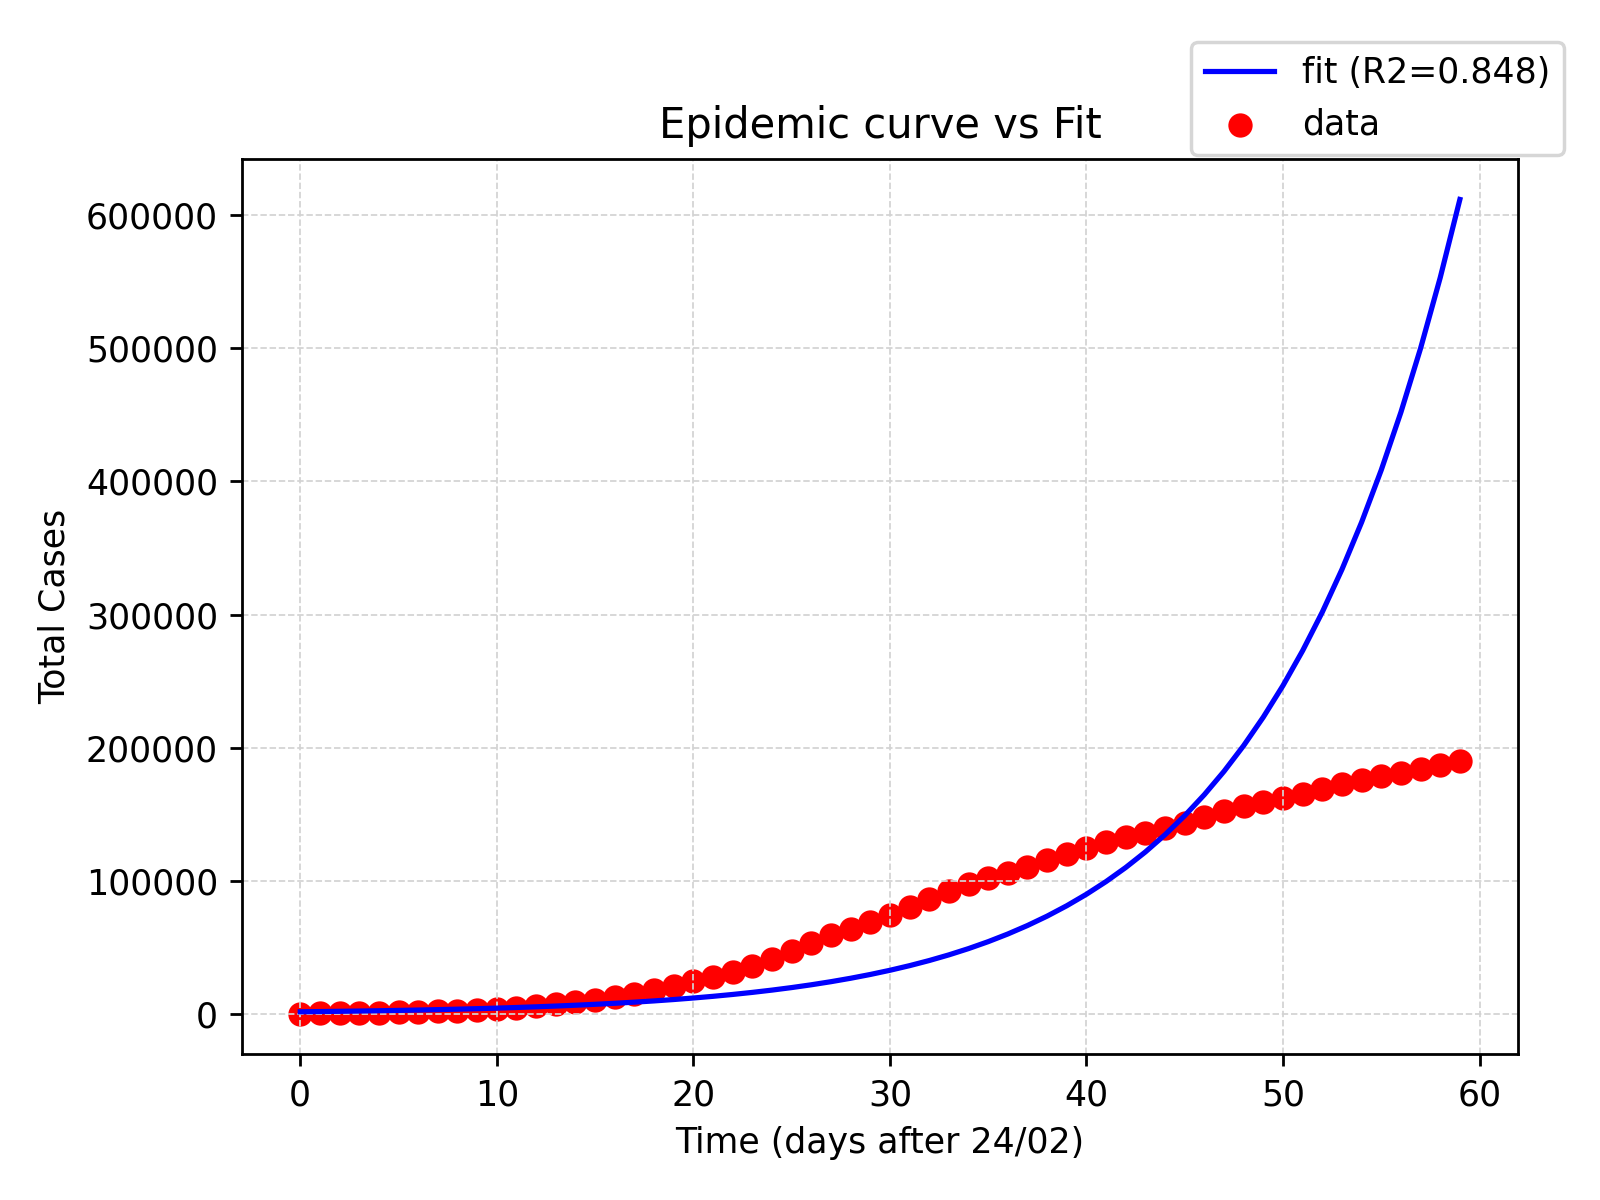 fit (R2=0.848)
data
Epidemic curve vs Fit
Total Cases
600000
500000
400000
300000
200000
100000
0
0 10 20 30 40 50 60
Time (days after 24/02)